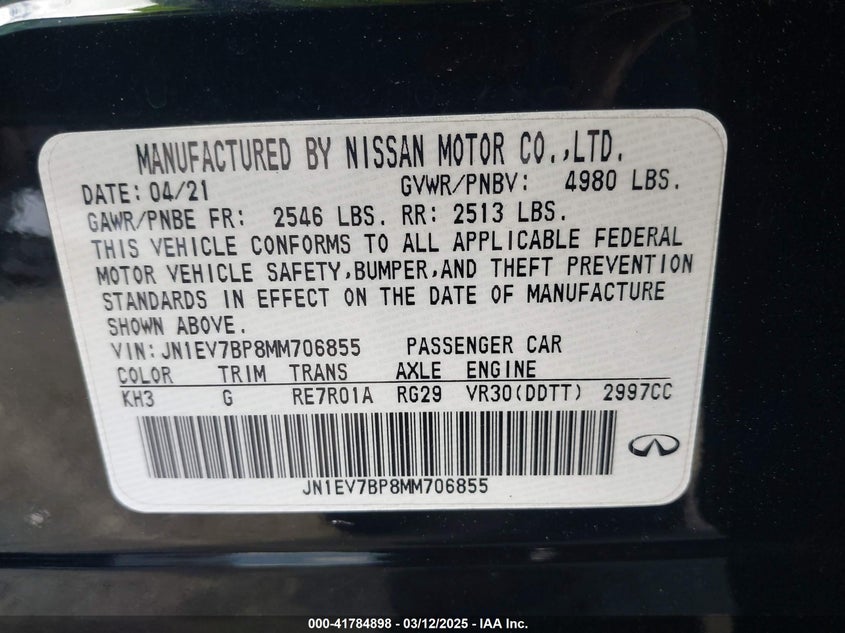 MANUFACTURED BY NISSAN MOTOR CO.,LTD.
DATE: 04/21 GVWR/PNBV: 4980 LBS.
GAWR/PNBE FR: 2546 LBS. RR: 2513 LBS.
THIS VEHICLE CONFORMS TO ALL APPLICABLE FEDERAL
MOTOR VEHICLE SAFETY,BUMPER,AND THEFT PREVENTION
STANDARDS IN EFFECT ON THE DATE OF MANUFACTURE
SHOWN ABOVE.
VIN:JN1EV7BP8MM706855 PASSENGER CAR
COLOR TRIM TRANS AXLE ENGINE
KH3 G RE7R01A RG29 VR30(DDTT) 2997CC
JN1EV7BP8MM706855
000-41784898 - 03/12/2025 - IAA Inc.